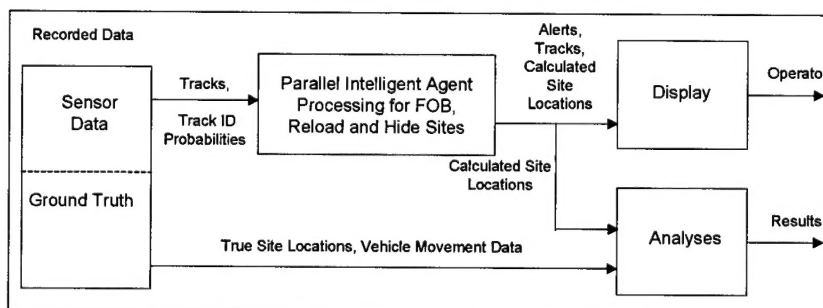 Recorded Data
Sensor
Data
Ground Truth
Tracks,
Track ID
Probabilities
Parallel Intelligent Agent
Processing for FOB,
Reload and Hide Sites
Alerts,
Tracks,
Calculated
Site
Locations
Calculated Site
Locations
Display
Operato
True Site Locations, Vehicle Movement Data
Analyses
Results